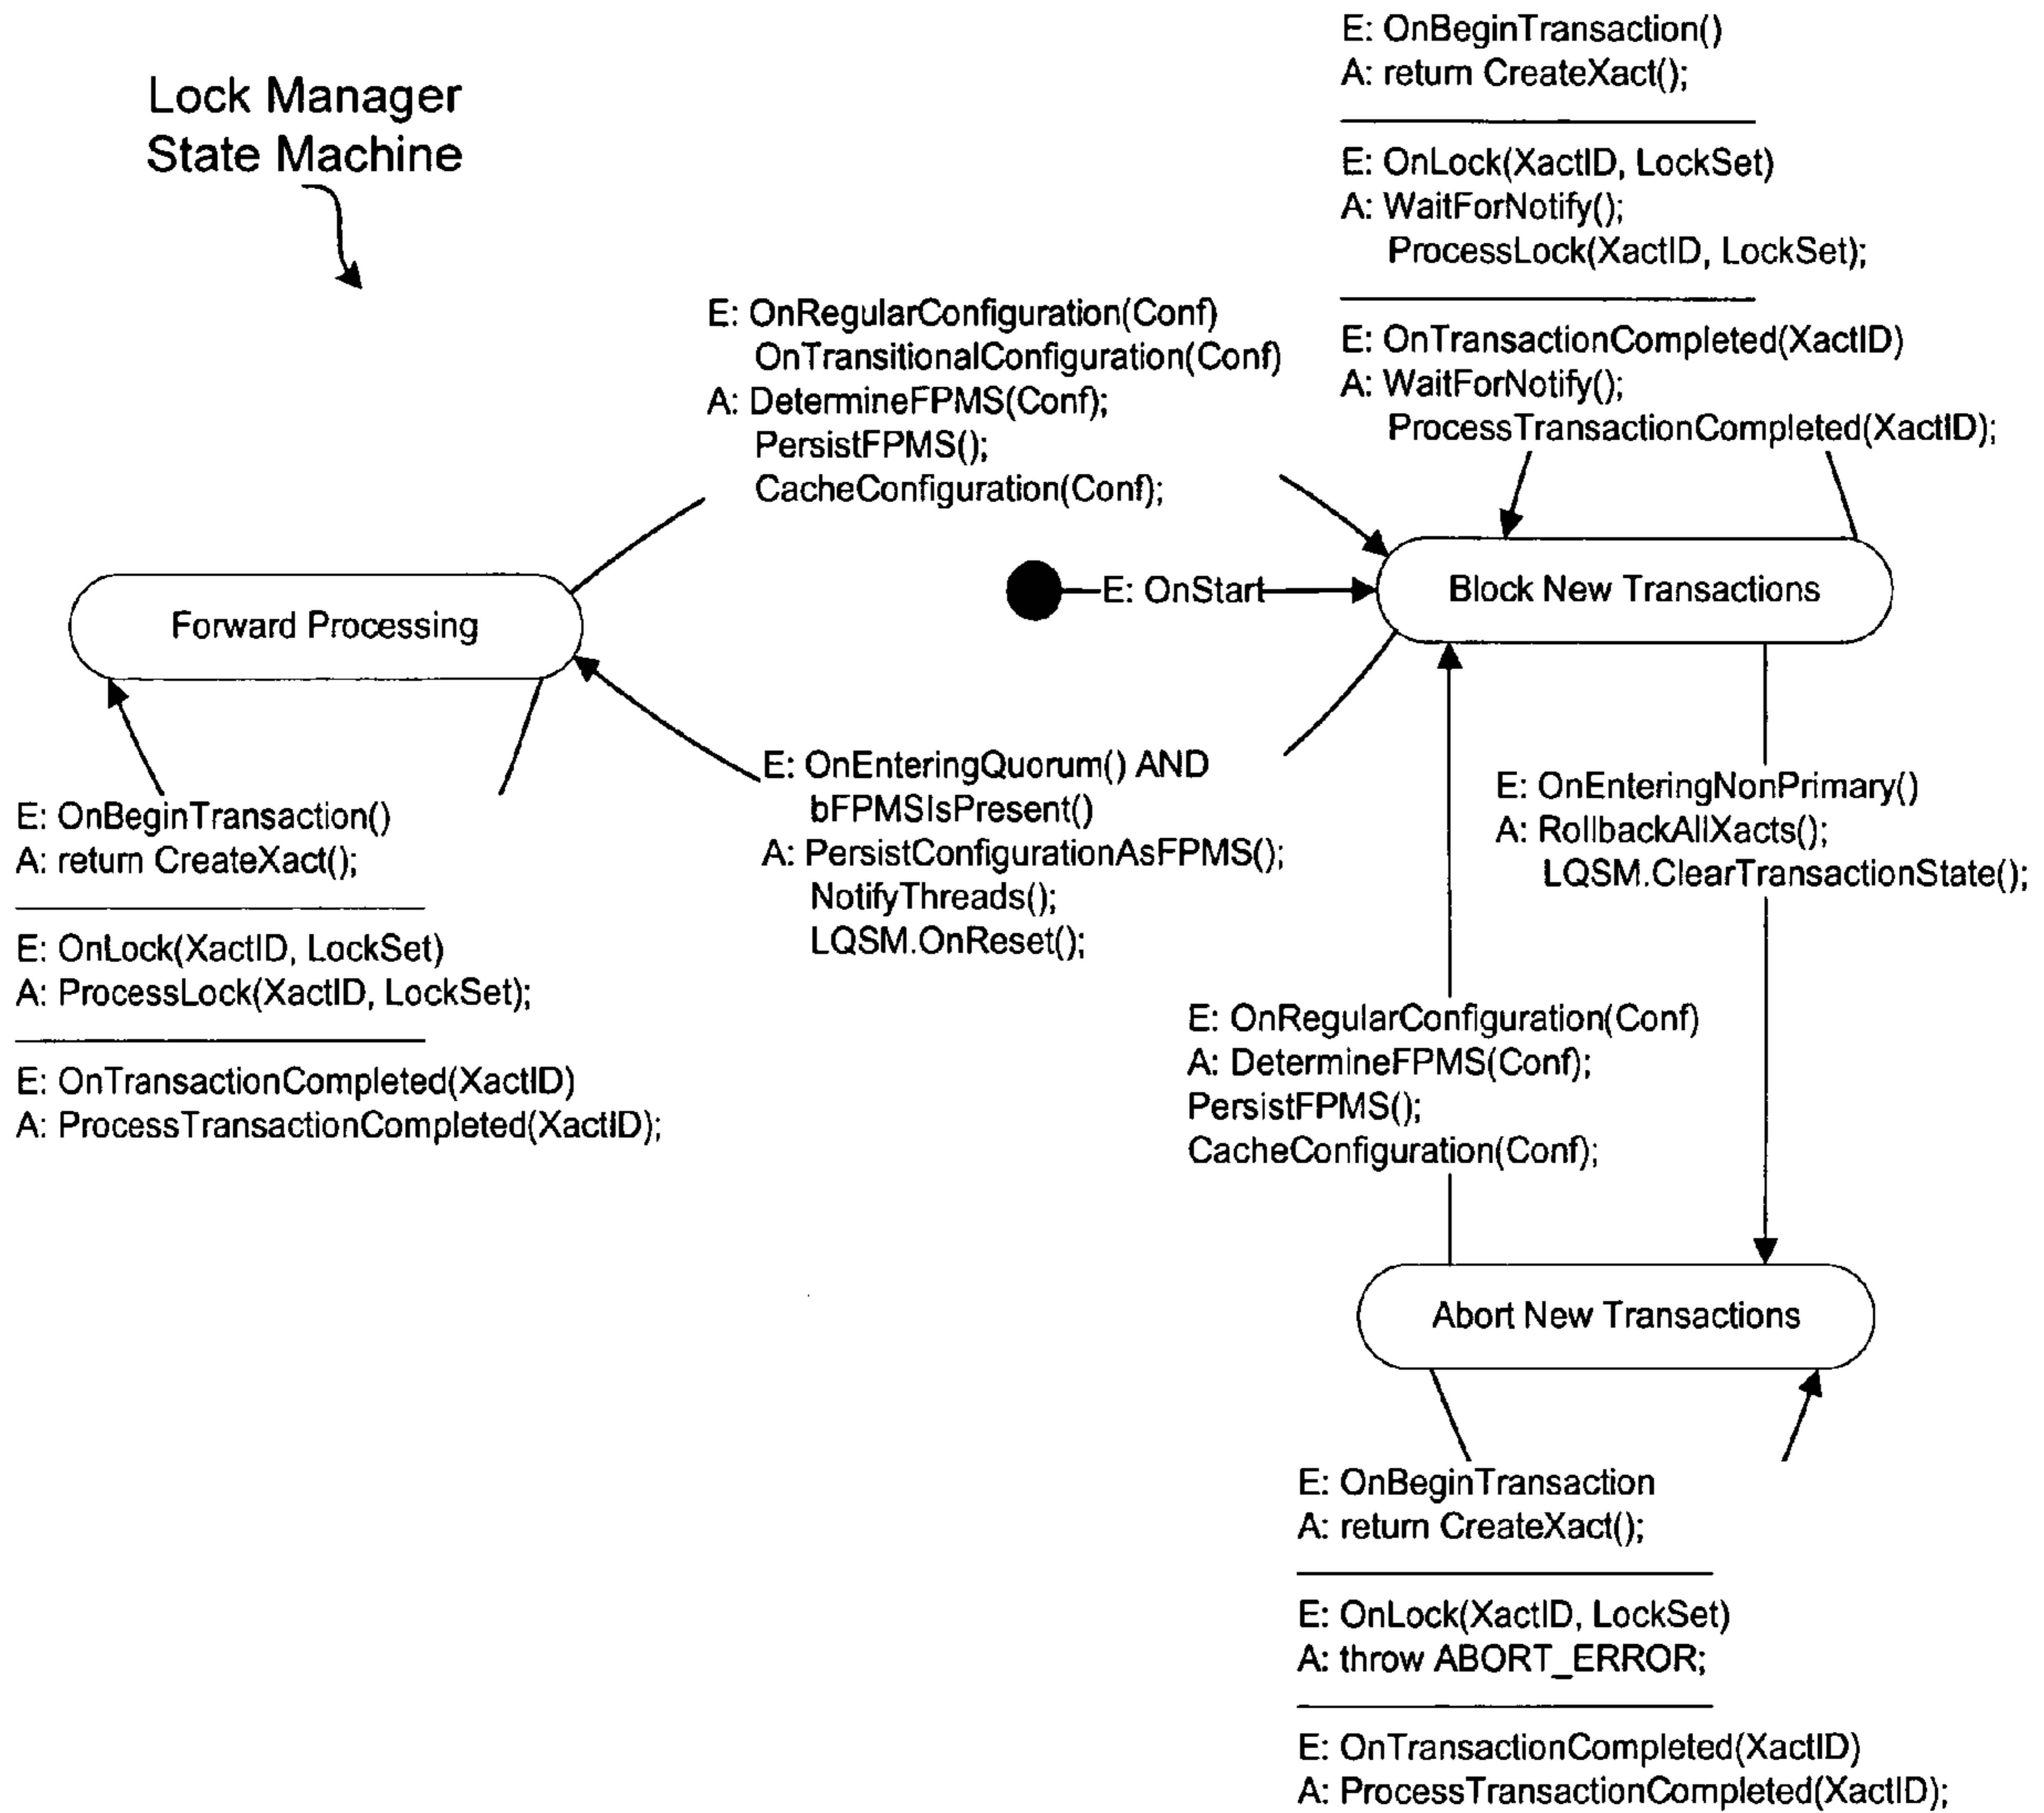 Lock Manager
State Machine
E: OnBeginTransaction()
A: return CreateXact();
E: OnLock(XactID, LockSet)
A: WaitForNotify();
ProcessLock(XactID, LockSet);
E: OnTransactionCompleted(XactID)
A: WaitForNotify();
ProcessTransactionCompleted(XactID);
E: OnRegularConfiguration(Conf)
OnTransitionalConfiguration(Conf)
A: DetermineFPMS(Conf);
PersistFPMS();
CacheConfiguration(Conf);
E: OnStart
Block New Transactions
Forward Processing
E: OnEnteringQuorum() AND
bFPMSIsPresent()
A: PersistConfigurationAsFPMS();
NotifyThreads();
LQSM.OnReset();
E: OnEnteringNonPrimary()
A: RollbackAllXacts();
LQSM.ClearTransactionState();
E: OnBeginTransaction()
A: return CreateXact();
E: OnLock(XactID, LockSet)
A: ProcessLock(XactID, LockSet);
E: OnTransactionCompleted(XactID)
A: ProcessTransactionCompleted(XactID);
E: OnRegularConfiguration(Conf)
A: DetermineFPMS(Conf);
PersistFPMS();
CacheConfiguration(Conf);
Abort New Transactions
E: OnBeginTransaction
A: return CreateXact();
E: OnLock(XactID, LockSet)
A: throw ABORT_ERROR;
E: OnTransactionCompleted(XactID)
A: ProcessTransactionCompleted(XactID);